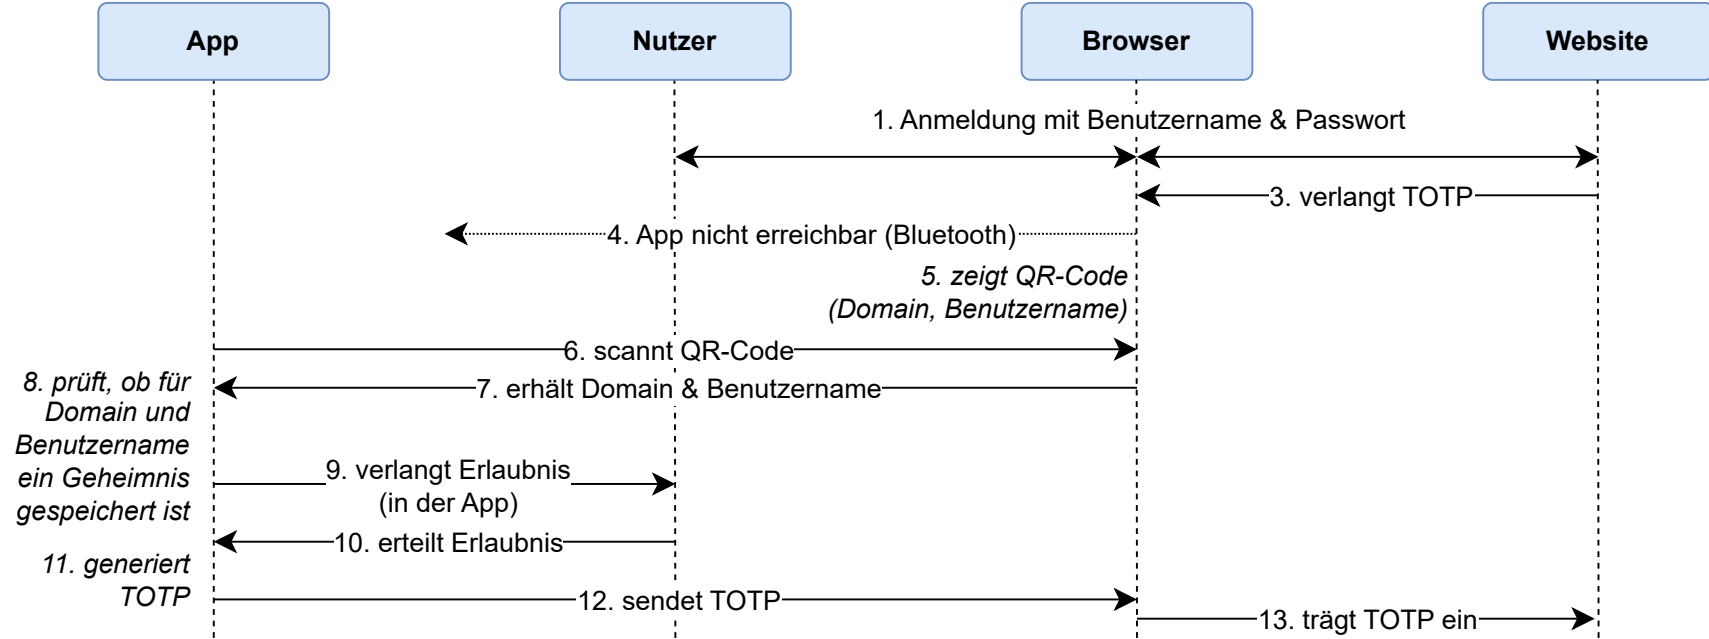 App
Nutzer
Browser
Website
1. Anmeldung mit Benutzername & Passwort
3. verlangt TOTP
4. App nicht erreichbar (Bluetooth)
5. zeigt QR-Code
(Domain, Benutzername)
6. scannt QR-Code
7. erhält Domain & Benutzername
8. prüft, ob für
Domain und
Benutzername
ein Geheimnis
gespeichert ist
9. verlangt Erlaubnis
(in der App)
10. erteilt Erlaubnis
11. generiert
TOTP
12. sendet TOTP
13. trägt TOTP ein